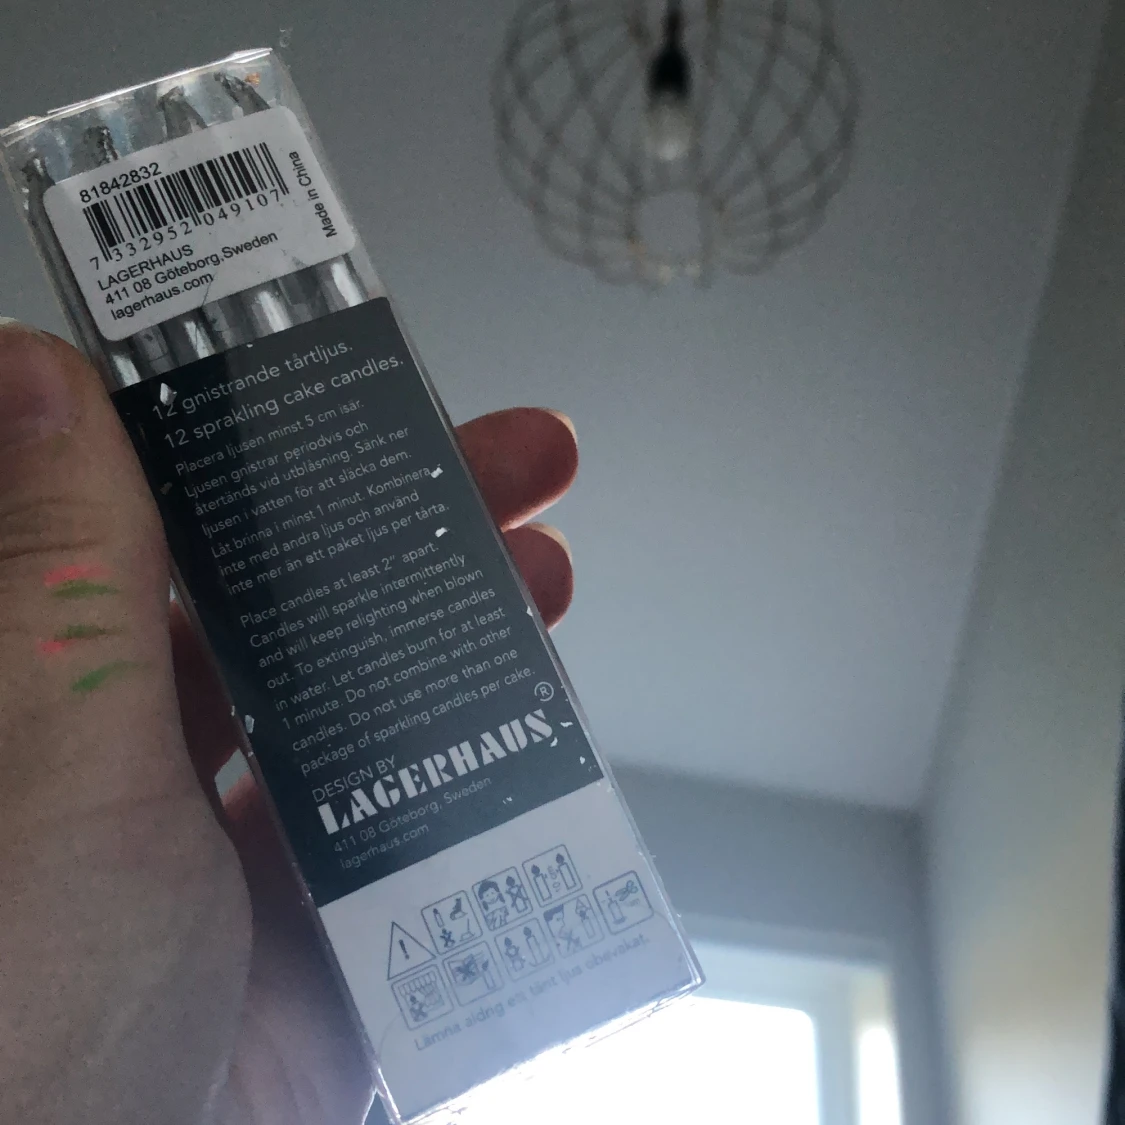 81842832
7 332952 049107
Made in China
LAGERHAUS
411 08 Göteborg,Sweden
lagerhaus.com
12 gnistrande tårtljus.
12 sprakling cake candles.
Placera ljusen minst 5 cm isär.
Ljusen gnistrar periodvis och
återtänds vid utblåsning. Sänk ner
ljusen i vatten för att släcka dem.
Låt brinna i minst 1 minut. Kombinera
inte med andra ljus och använd
inte mer än ett paket ljus per tårta.
Place candles at least 2" apart.
Candles will sparkle intermittently
and will keep relighting when blown
out. To extinguish, immerse candles
in water. Let candles burn for at least
1 minute. Do not combine with other
candles. Do not use more than one
package of sparkling candles per cake.
DESIGN BY
LAGERHAUS®
411 08 Göteborg, Sweden
lagerhaus.com
Lämna aldrig ett tänt ljus obevakat.